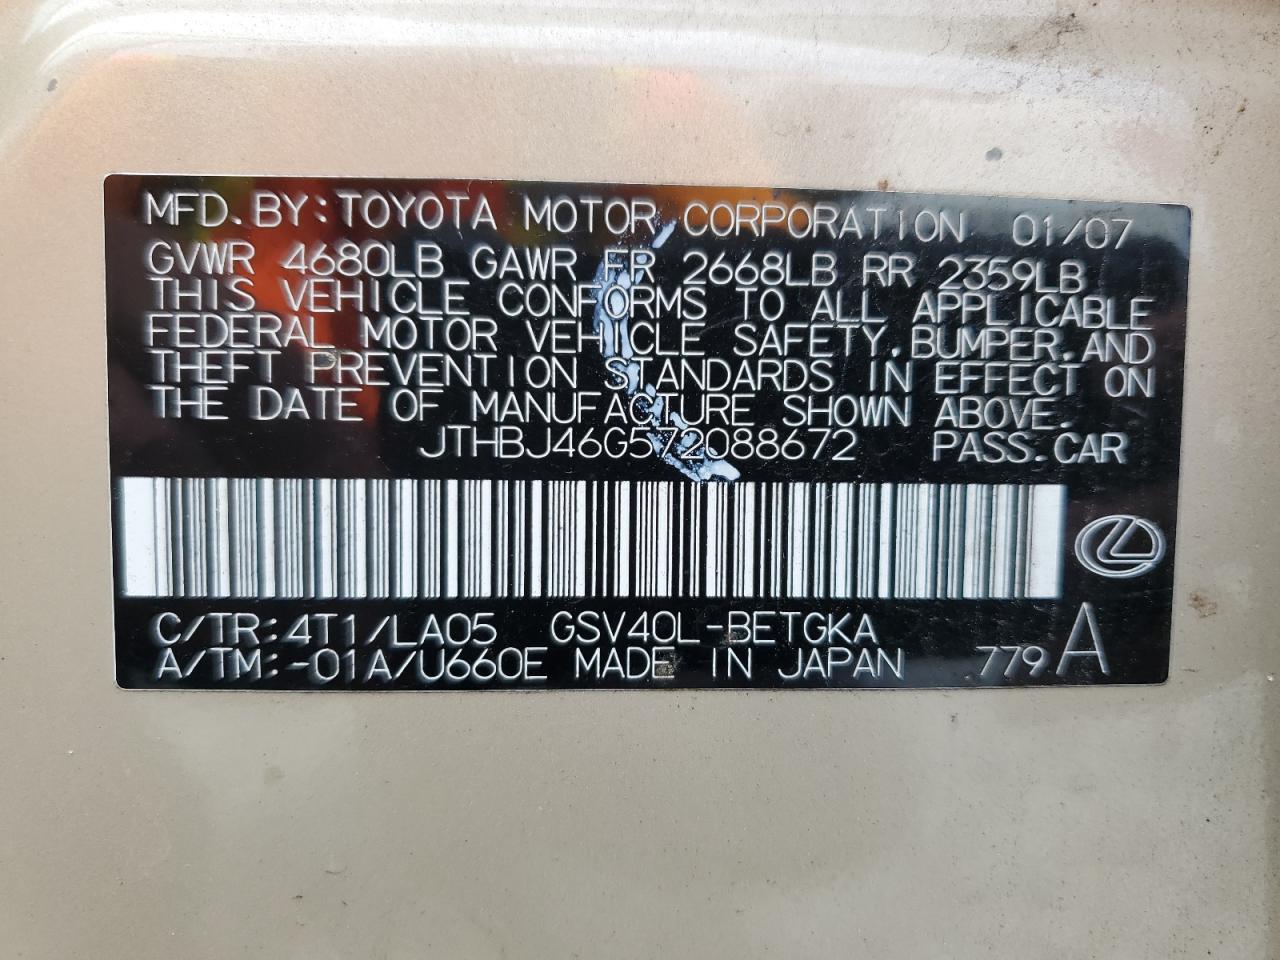 MFD. BY: TOYOTA MOTOR CORPORATION 01/07
GVWR 4680LB GAWR FR 2668LB RR 2359LB
THIS VEHICLE CONFORMS TO ALL APPLICABLE
FEDERAL MOTOR VEHICLE SAFETY, BUMPER, AND
THEFT PREVENTION STANDARDS IN EFFECT ON
THE DATE OF MANUFACTURE SHOWN ABOVE.
JTHBJ46G572088672 PASS. CAR
C/TR: 4T1/LA05 GSV40L-BETGKA
A/TM: -01A/U660E MADE IN JAPAN 779 A